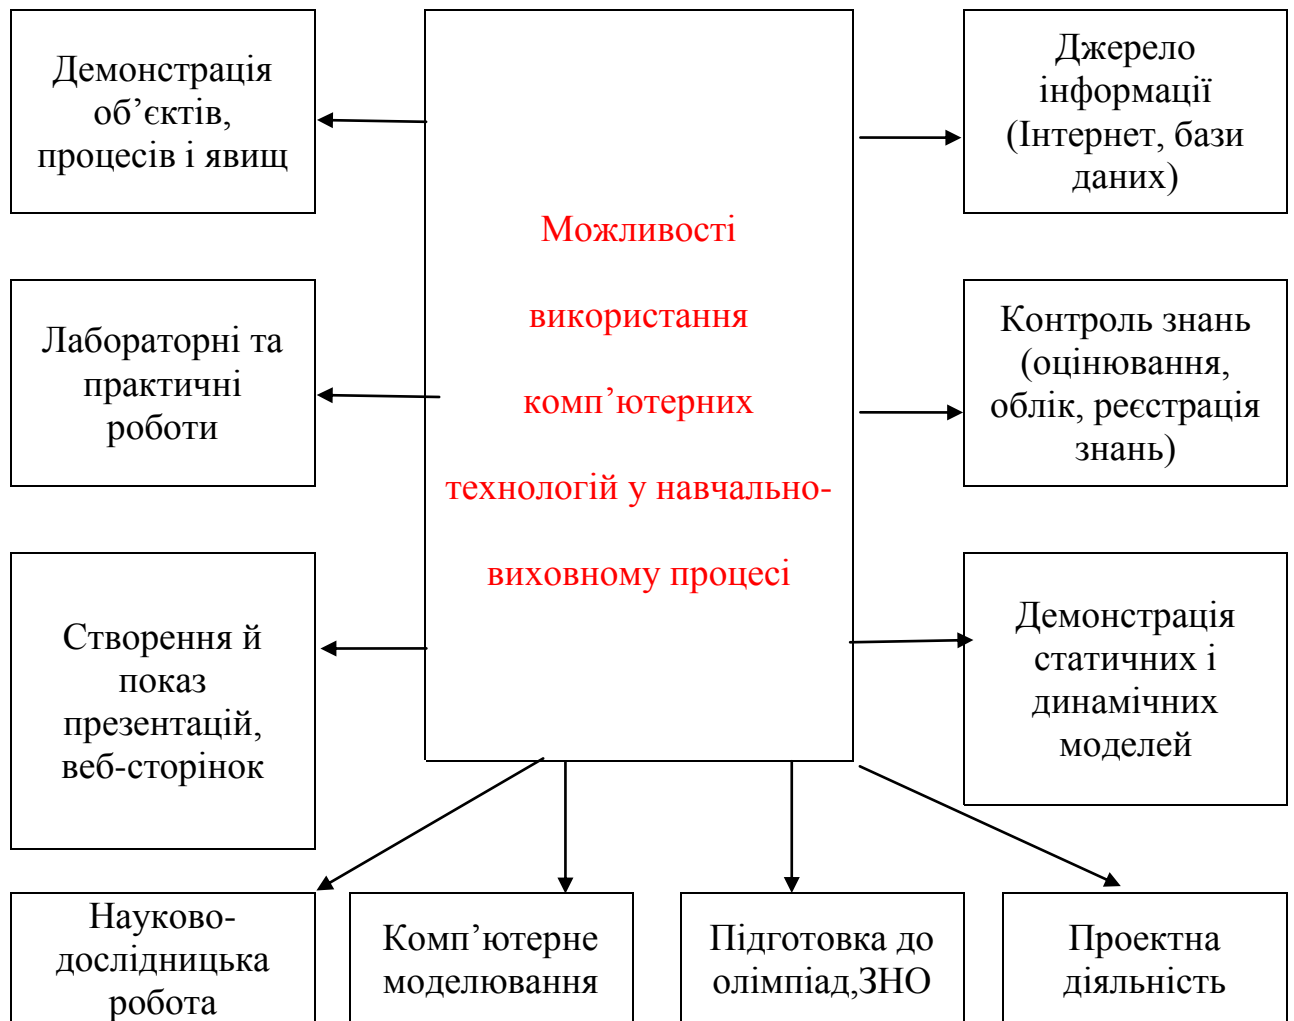 Демонстрація
об’єктів,
процесів і явищ
Лабораторні та
практичні
роботи
Створення й
показ
презентацій,
веб-сторінок
Можливості
використання
комп’ютерних
технологій у навчально-
виховному процесі
Джерело
інформації
(Інтернет, бази
даних)
Контроль знань
(оцінювання,
облік, реєстрація
знань)
Демонстрація
статичних і
динамічних
моделей
Науково-
дослідницька
робота
Комп’ютерне
моделювання
Підготовка до
олімпіад,ЗНО
Проектна
діяльність